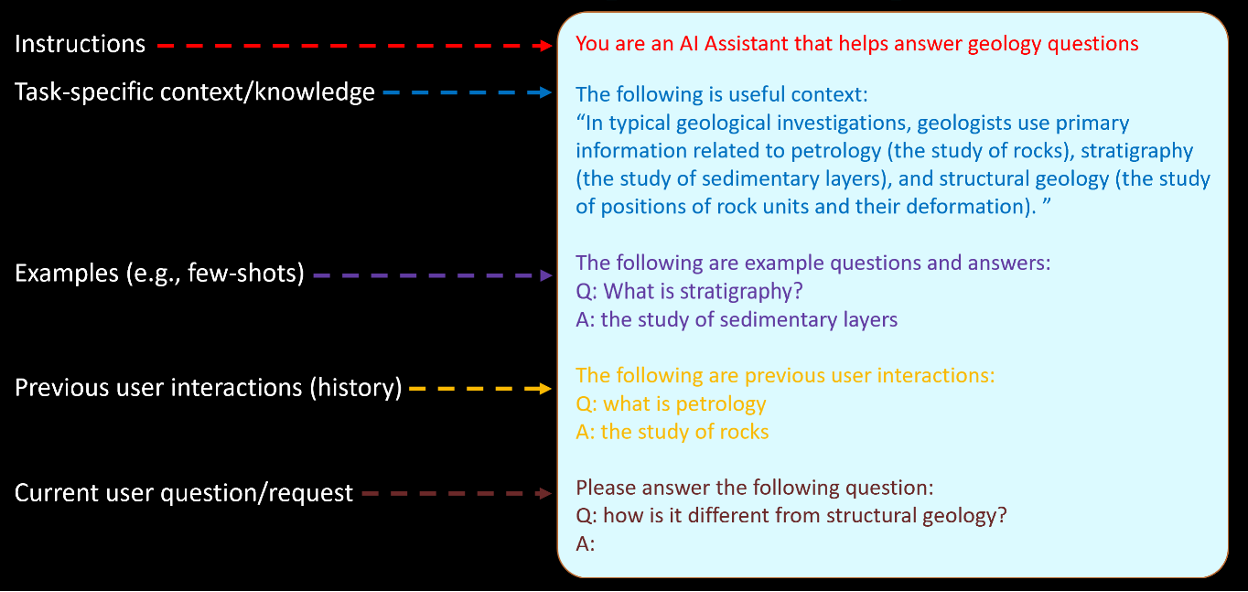 Instructions
You are an AI Assistant that helps answer geology questions
Task-specific context/knowledge
The following is useful context:
“In typical geological investigations, geologists use primary
information related to petrology (the study of rocks), stratigraphy
(the study of sedimentary layers), and structural geology (the study
of positions of rock units and their deformation). ”
Examples (e.g., few-shots)
The following are example questions and answers:
Q: What is stratigraphy?
A: the study of sedimentary layers
Previous user interactions (history)
The following are previous user interactions:
Q: what is petrology
A: the study of rocks
Current user question/request
Please answer the following question:
Q: how is it different from structural geology?
A: